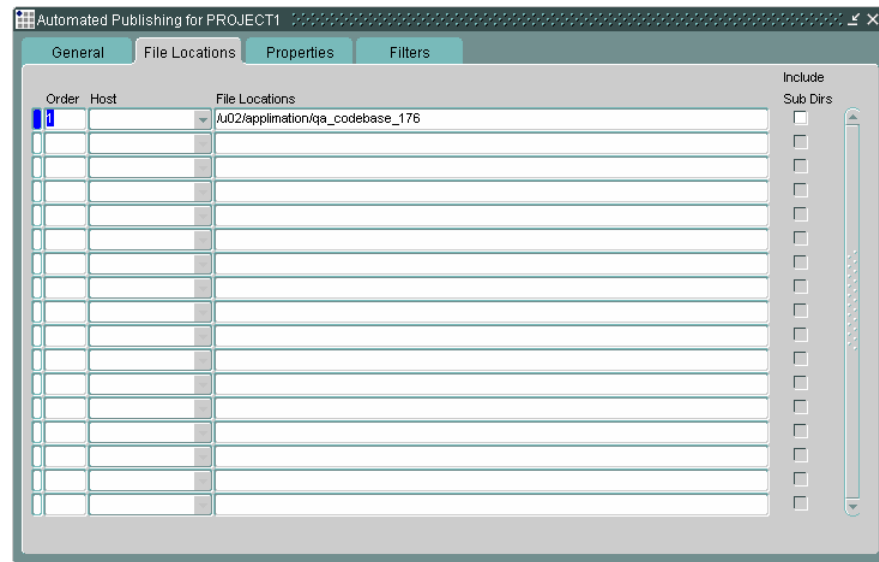 Automated Publishing for PROJECT1
General File Locations Properties Filters
Include
Order Host File Locations Sub Dirs
1 /u02/applimation/qa_codebase_176